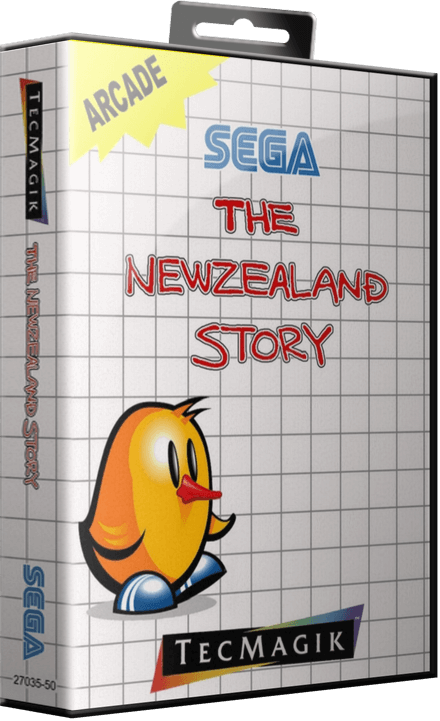 ARCADE
SEGA
THE
NEWZEALAND
STORY
TECMAGIK
TECMAGIK
THE NEWZEALAND STORY
SEGA
27035-50